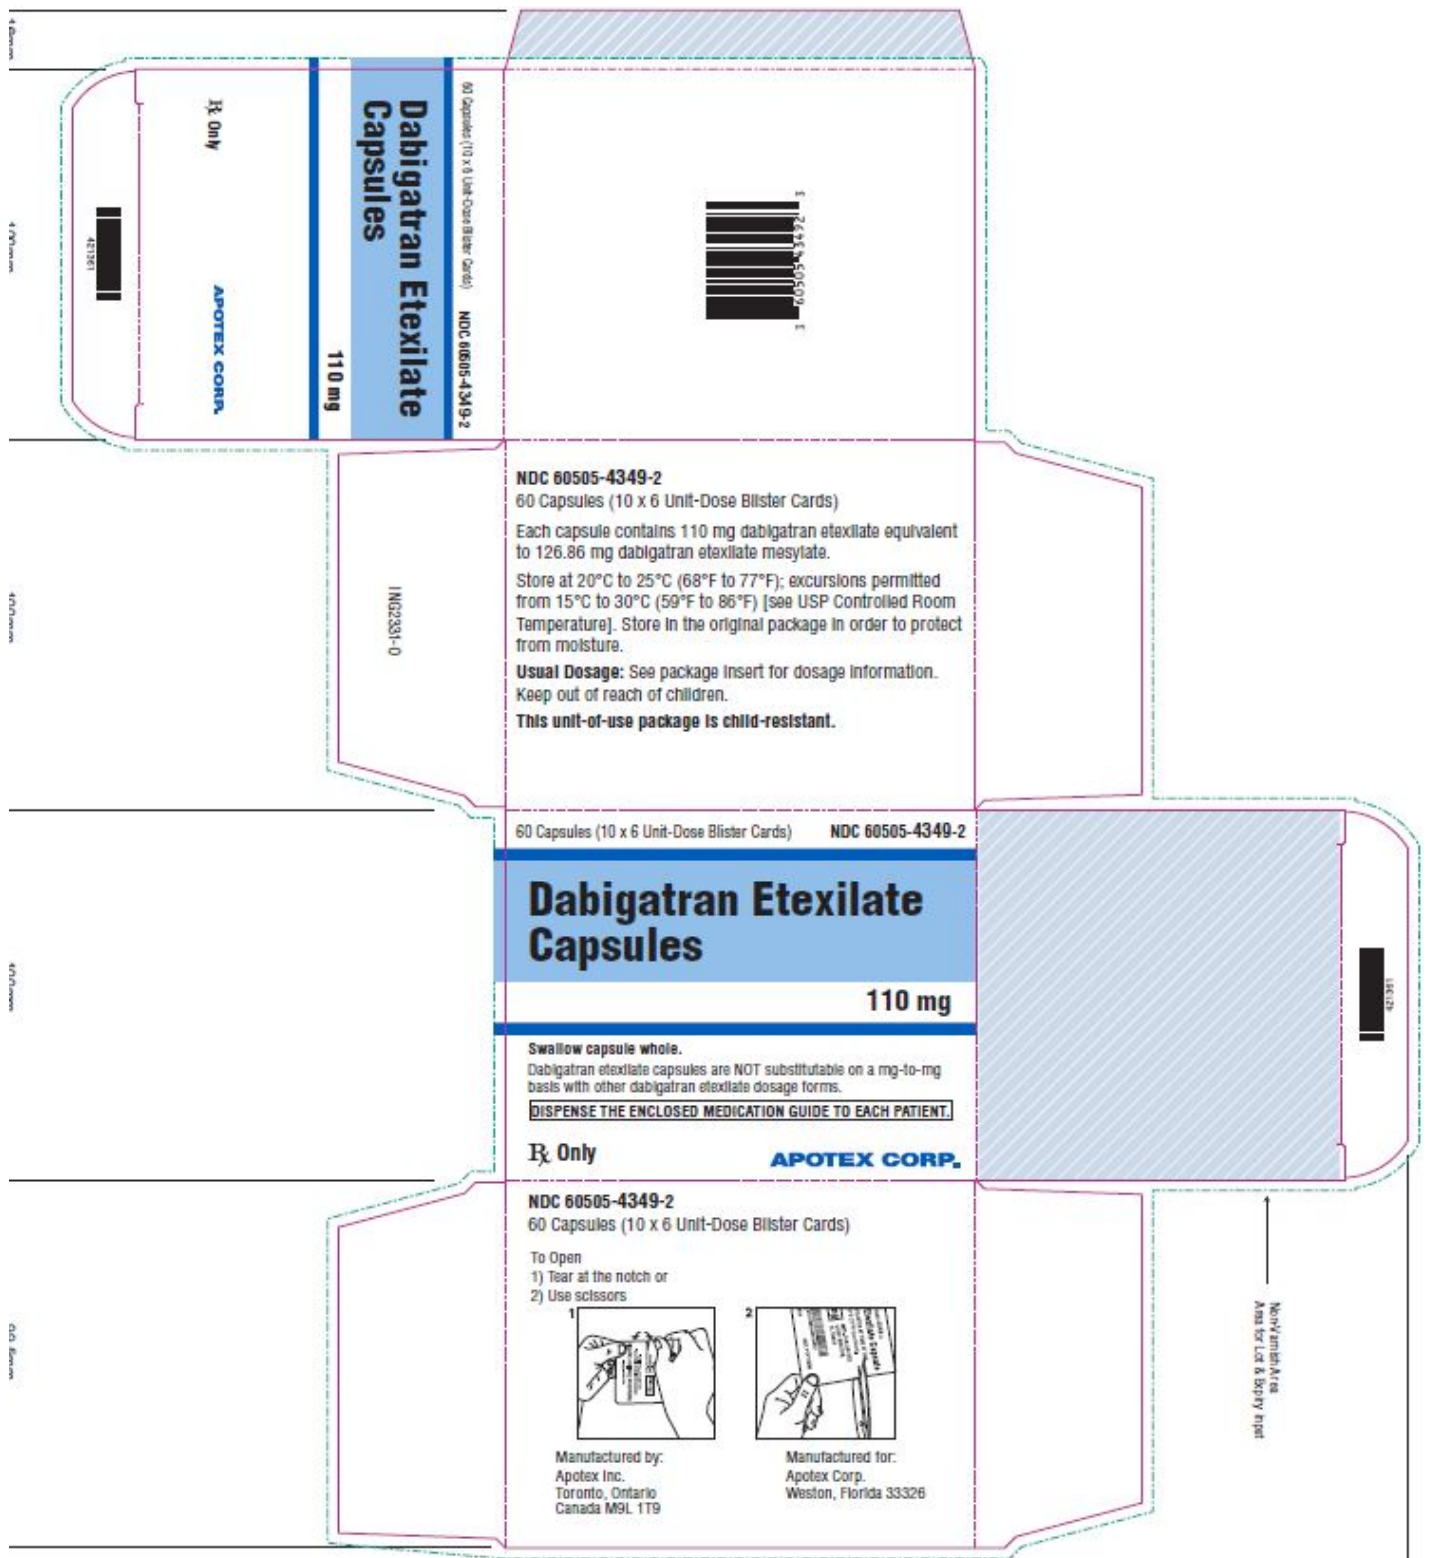 60 Capsules (10 x 6 Unit-Dose Blister Cards) NDC 60505-4349-2
Dabigatran Etexilate
Capsules
110 mg
℞ Only
APOTEX CORP.
421361
3
60505 43492
3
NDC 60505-4349-2
60 Capsules (10 x 6 Unit-Dose Blister Cards)
Each capsule contains 110 mg dabigatran etexilate equivalent
to 126.86 mg dabigatran etexilate mesylate.
Store at 20°C to 25°C (68°F to 77°F); excursions permitted
from 15°C to 30°C (59°F to 86°F) [see USP Controlled Room
Temperature]. Store in the original package in order to protect
from moisture.
Usual Dosage: See package insert for dosage information.
Keep out of reach of children.
This unit-of-use package is child-resistant.
ING2331-0
60 Capsules (10 x 6 Unit-Dose Blister Cards) NDC 60505-4349-2
Dabigatran Etexilate
Capsules
110 mg
Swallow capsule whole.
Dabigatran etexilate capsules are NOT substitutable on a mg-to-mg
basis with other dabigatran etexilate dosage forms.
DISPENSE THE ENCLOSED MEDICATION GUIDE TO EACH PATIENT.
℞ Only
APOTEX CORP.
421361
NDC 60505-4349-2
60 Capsules (10 x 6 Unit-Dose Blister Cards)
To Open
1) Tear at the notch or
2) Use scissors
1
2
Manufactured by:
Apotex Inc.
Toronto, Ontario
Canada M9L 1T9
Manufactured for:
Apotex Corp.
Weston, Florida 33326
Non-Varnish Area
Area for Lot & Expiry